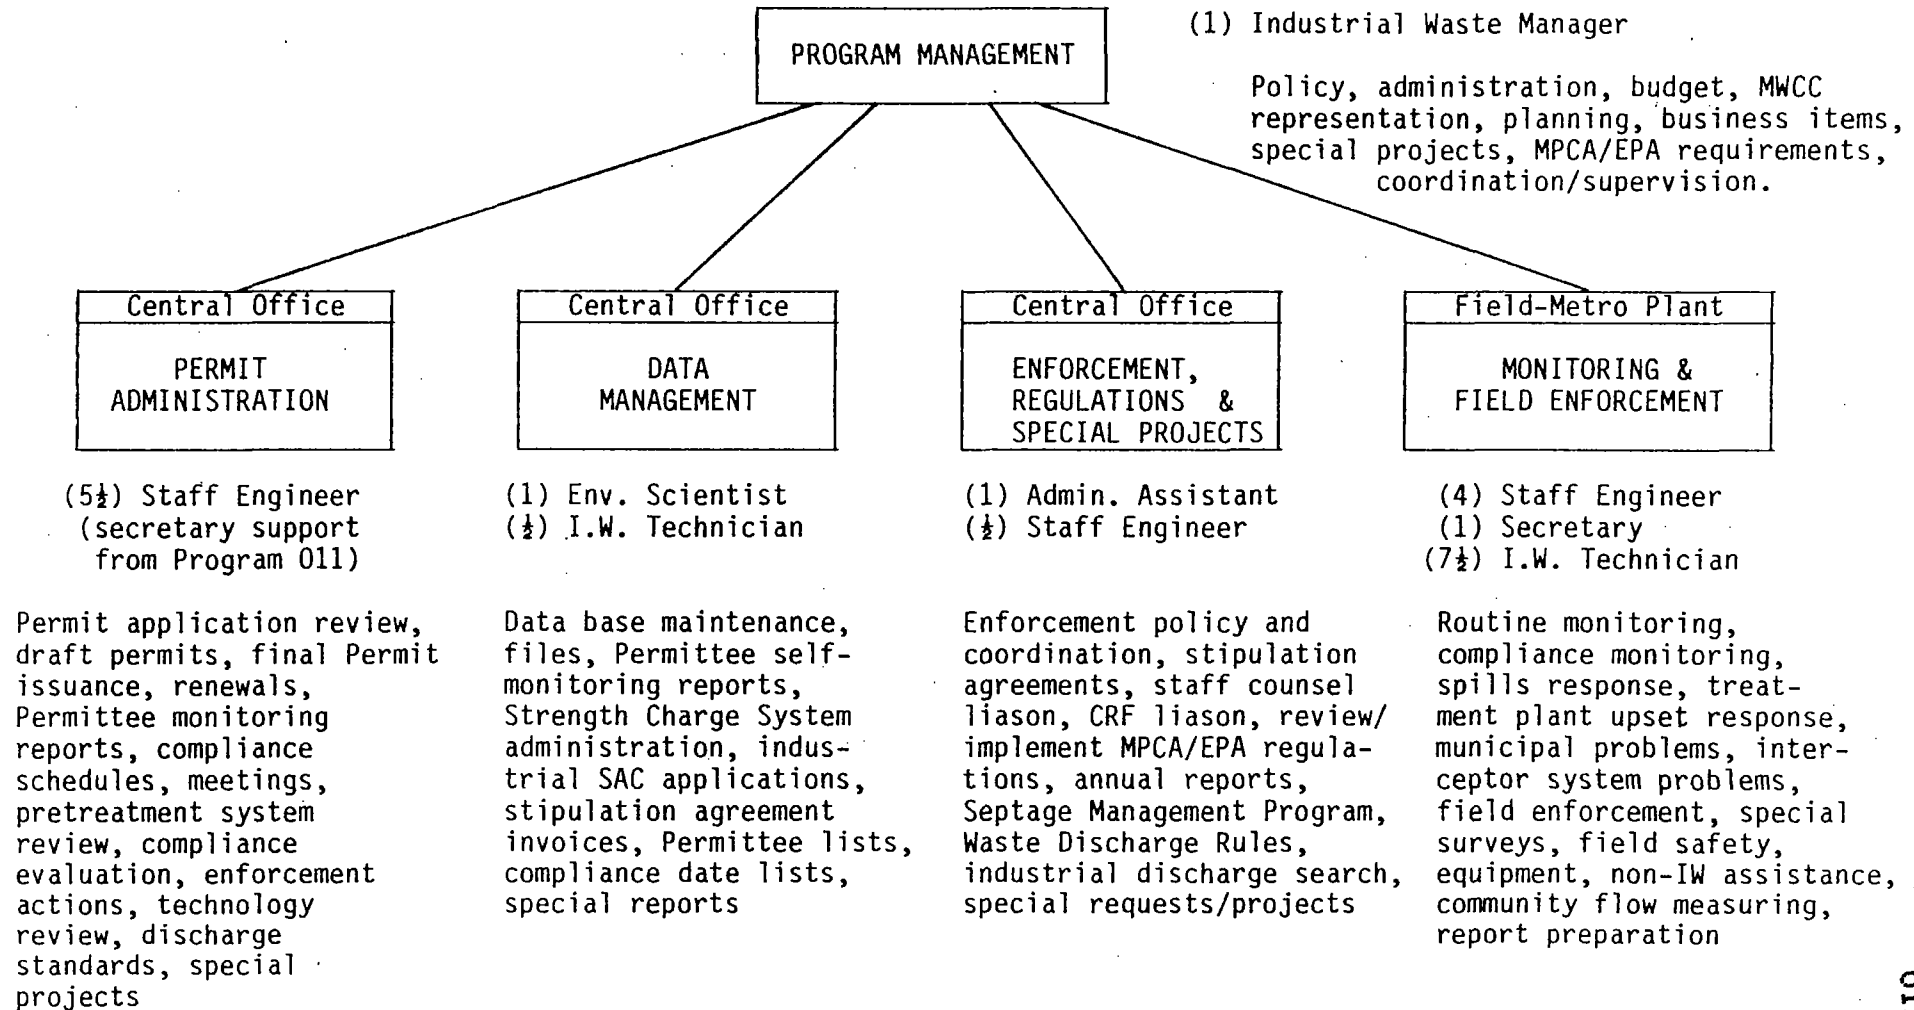 PROGRAM MANAGEMENT
(1) Industrial Waste Manager
Policy, administration, budget, MWCC
representation, planning, business items,
special projects, MPCA/EPA requirements,
coordination/supervision.
Central Office
PERMIT
ADMINISTRATION
(5½) Staff Engineer
(secretary support
from Program 011)
Permit application review,
draft permits, final Permit
issuance, renewals,
Permittee monitoring
reports, compliance
schedules, meetings,
pretreatment system
review, compliance
evaluation, enforcement
actions, technology
review, discharge
standards, special
projects
Central Office
DATA
MANAGEMENT
(1) Env. Scientist
(½) I.W. Technician
Data base maintenance,
files, Permittee self-
monitoring reports,
Strength Charge System
administration, indus-
trial SAC applications,
stipulation agreement
invoices, Permittee lists,
compliance date lists,
special reports
Central Office
ENFORCEMENT,
REGULATIONS &
SPECIAL PROJECTS
(1) Admin. Assistant
(½) Staff Engineer
Enforcement policy and
coordination, stipulation
agreements, staff counsel
liason, CRF liason, review/
implement MPCA/EPA regula-
tions, annual reports,
Septage Management Program,
Waste Discharge Rules,
industrial discharge search,
special requests/projects
Field-Metro Plant
MONITORING &
FIELD ENFORCEMENT
(4) Staff Engineer
(1) Secretary
(7½) I.W. Technician
Routine monitoring,
compliance monitoring,
spills response, treat-
ment plant upset response,
municipal problems, inter-
ceptor system problems,
field enforcement, special
surveys, field safety,
equipment, non-IW assistance,
community flow measuring,
report preparation